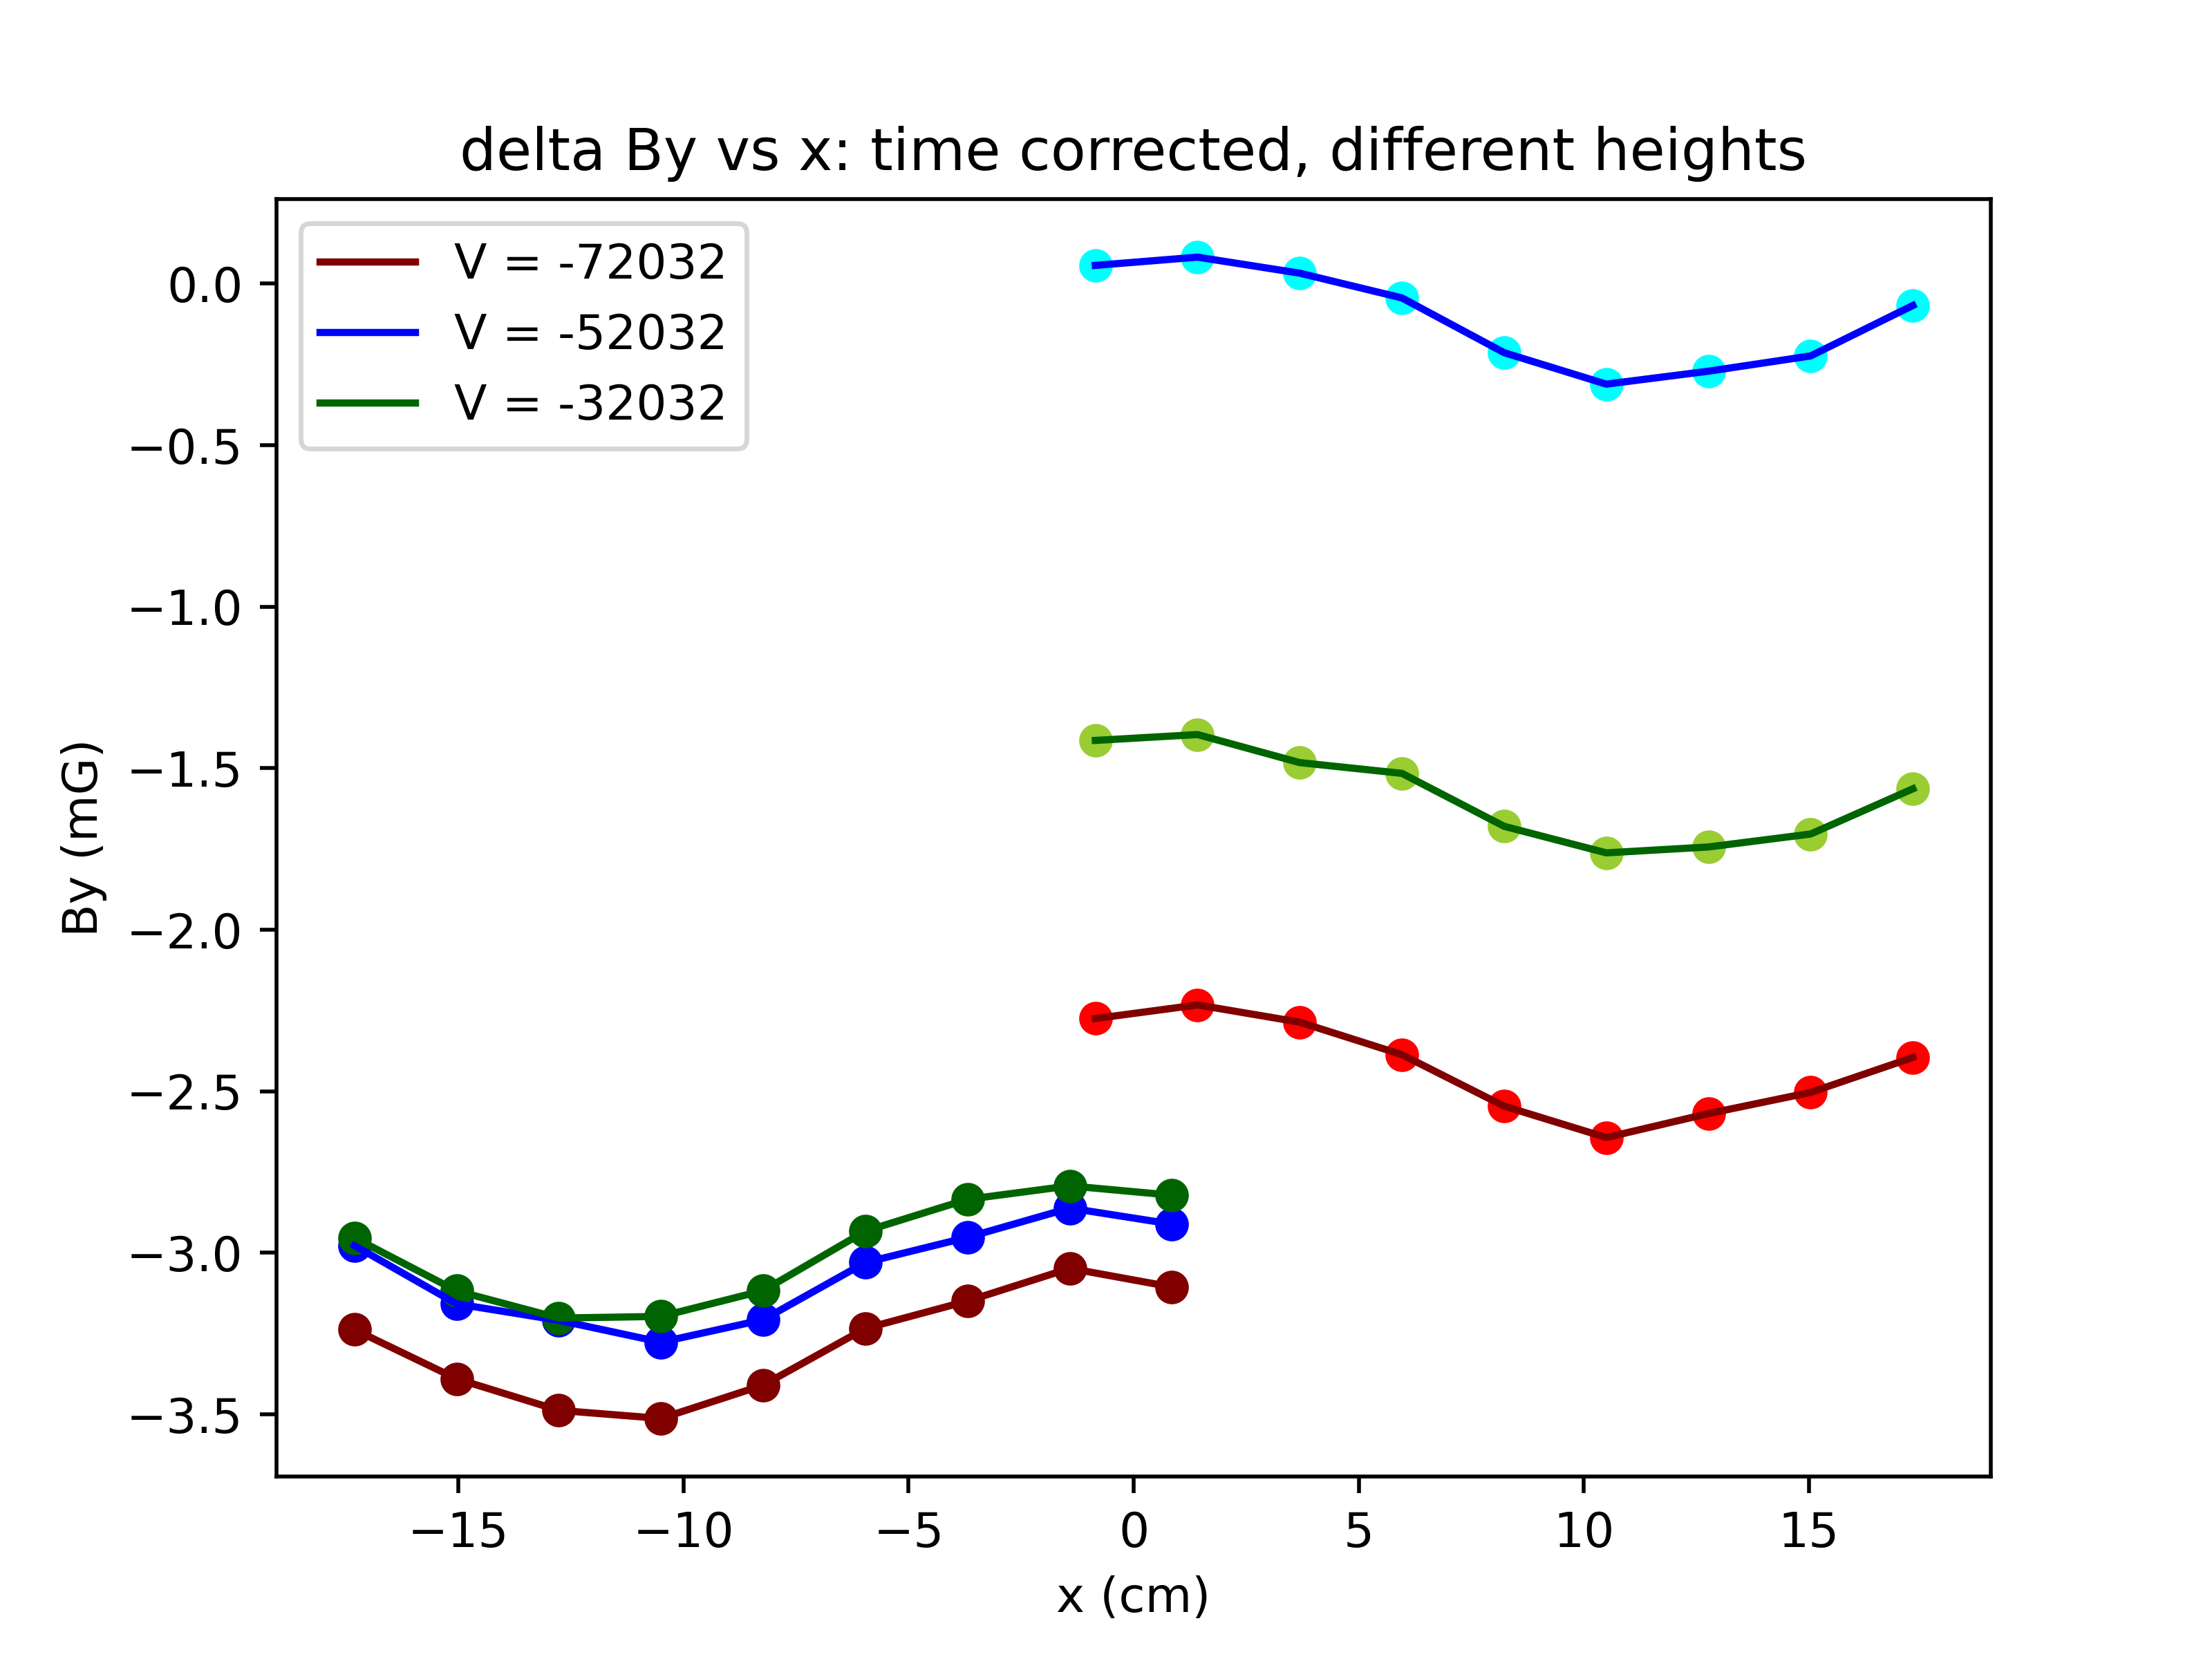 delta By vs x: time corrected, different heights
V = -72032
V = -52032
V = -32032
By (mG)
0.0
−0.5
−1.0
−1.5
−2.0
−2.5
−3.0
−3.5
−15
−10
−5
0
5
10
15
x (cm)